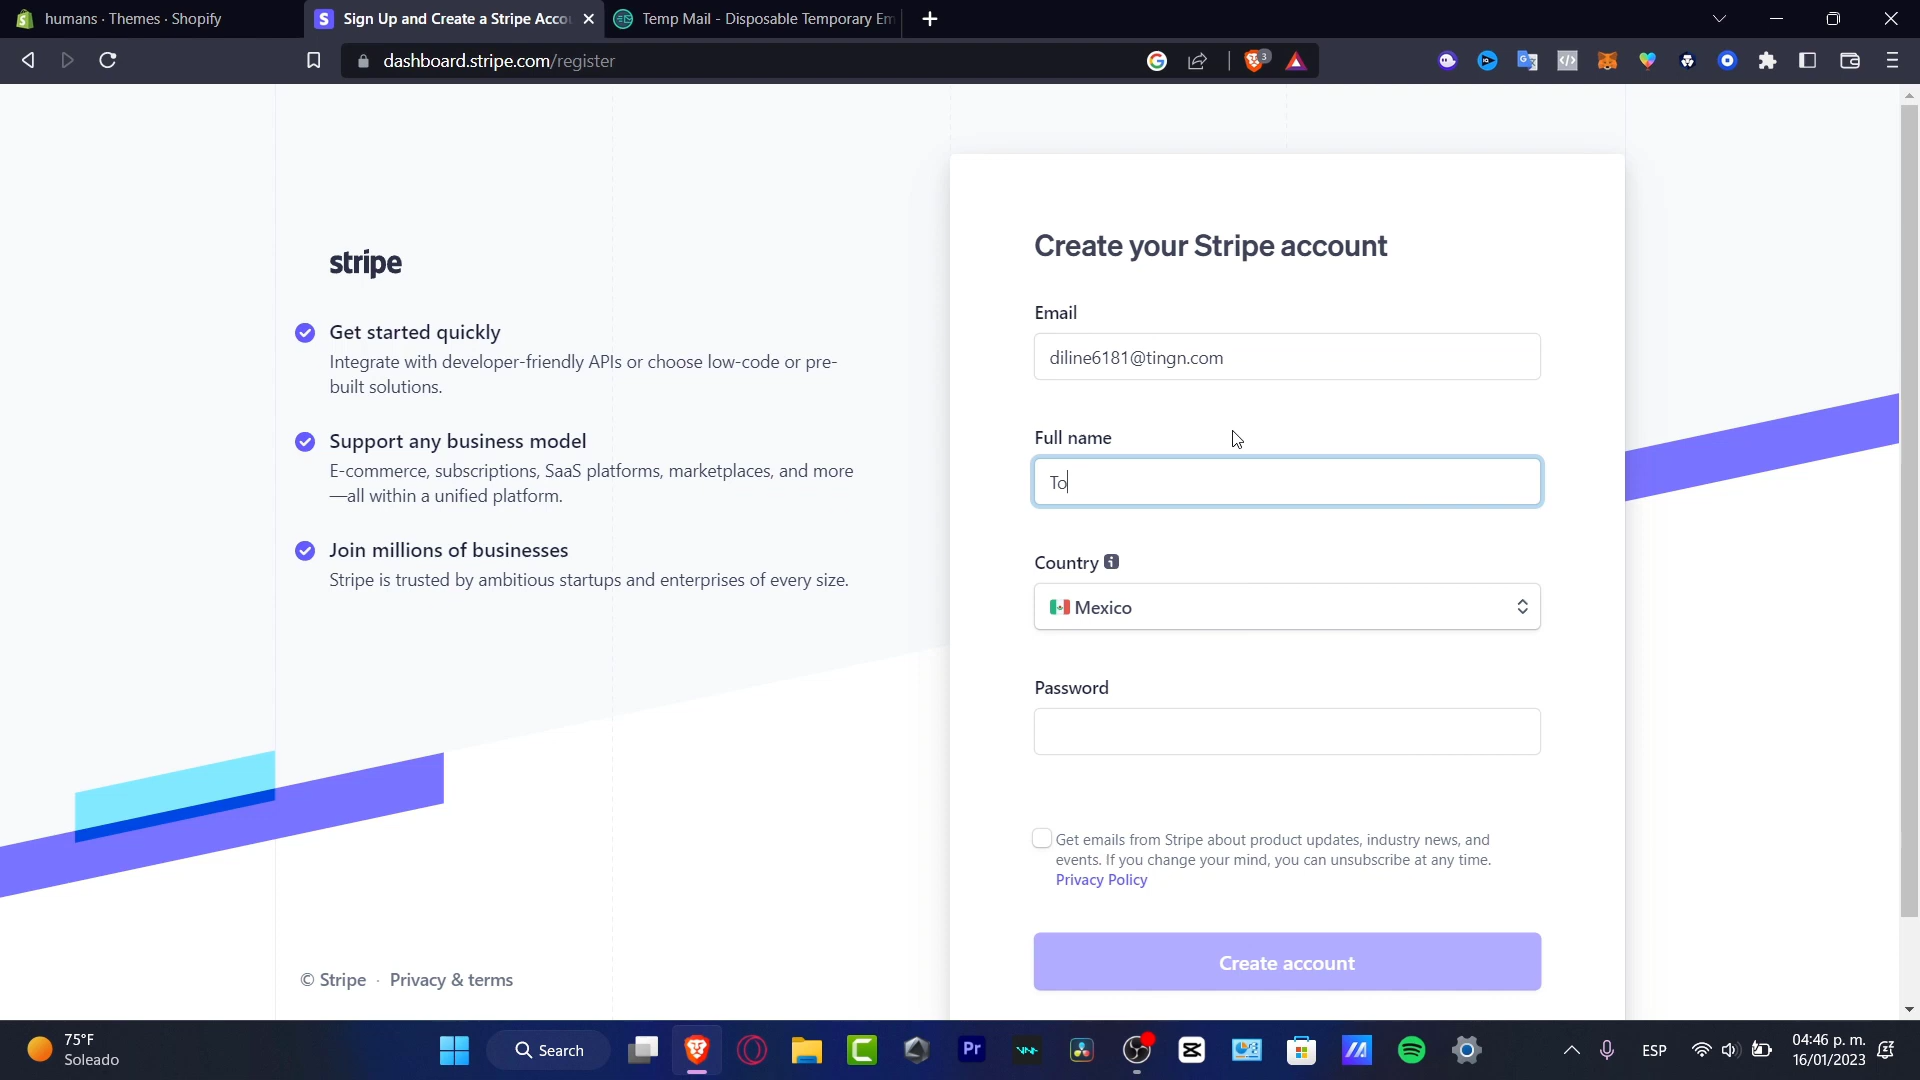 humans · Themes · Shopify
Sign Up and Create a Stripe Acco
Temp Mail - Disposable Temporary Em
dashboard.stripe.com/register
3
stripe
Get started quickly
Integrate with developer-friendly APIs or choose low-code or pre-
built solutions.
Support any business model
E-commerce, subscriptions, SaaS platforms, marketplaces, and more
—all within a unified platform.
Join millions of businesses
Stripe is trusted by ambitious startups and enterprises of every size.
© Stripe · Privacy & terms
Create your Stripe account
Email
diline6181@tingn.com
Full name
To
Country
Mexico
Password
Get emails from Stripe about product updates, industry news, and
events. If you change your mind, you can unsubscribe at any time.
Privacy Policy
Create account
75°F
Soleado
Search
Pr
ESP
04:46 p. m.
16/01/2023